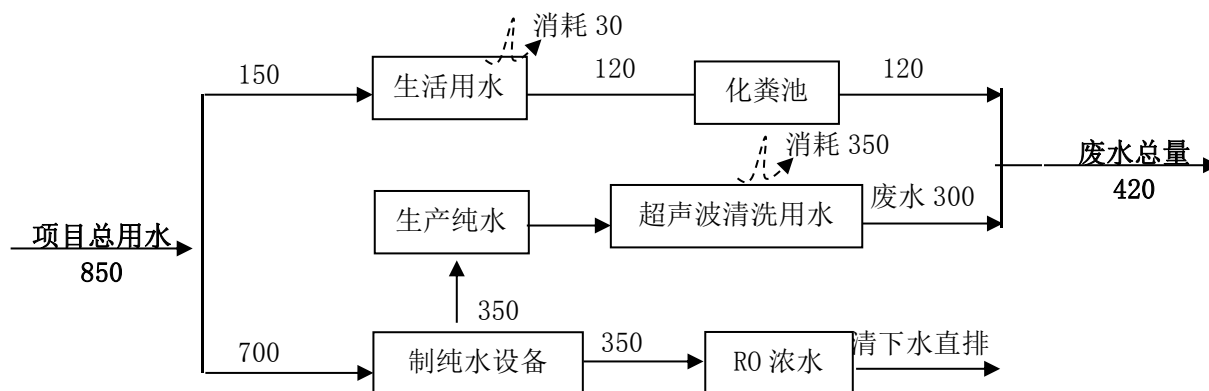 消耗 30
150
生活用水
120
化粪池
120
消耗 350
废水总量
420
生产纯水
超声波清洗用水
废水 300
项目总用水
850
350
700
制纯水设备
350
RO 浓水
清下水直排